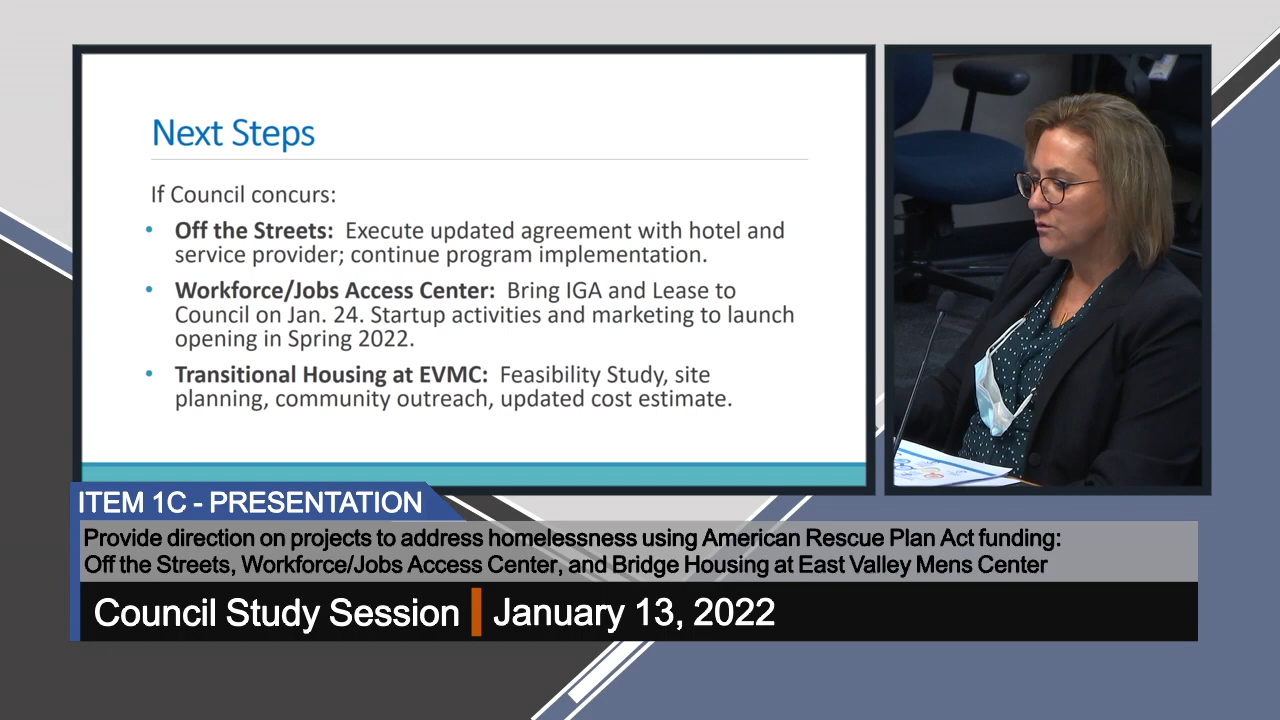 Next Steps
If Council concurs:
• Off the Streets: Execute updated agreement with hotel and
service provider; continue program implementation.
• Workforce/Jobs Access Center: Bring IGA and Lease to
Council on Jan. 24. Startup activities and marketing to launch
opening in Spring 2022.
• Transitional Housing at EVMC: Feasibility Study, site
planning, community outreach, updated cost estimate.
ITEM 1C - PRESENTATION
Provide direction on projects to address homelessness using American Rescue Plan Act funding:
Off the Streets, Workforce/Jobs Access Center, and Bridge Housing at East Valley Mens Center
Council Study Session January 13, 2022